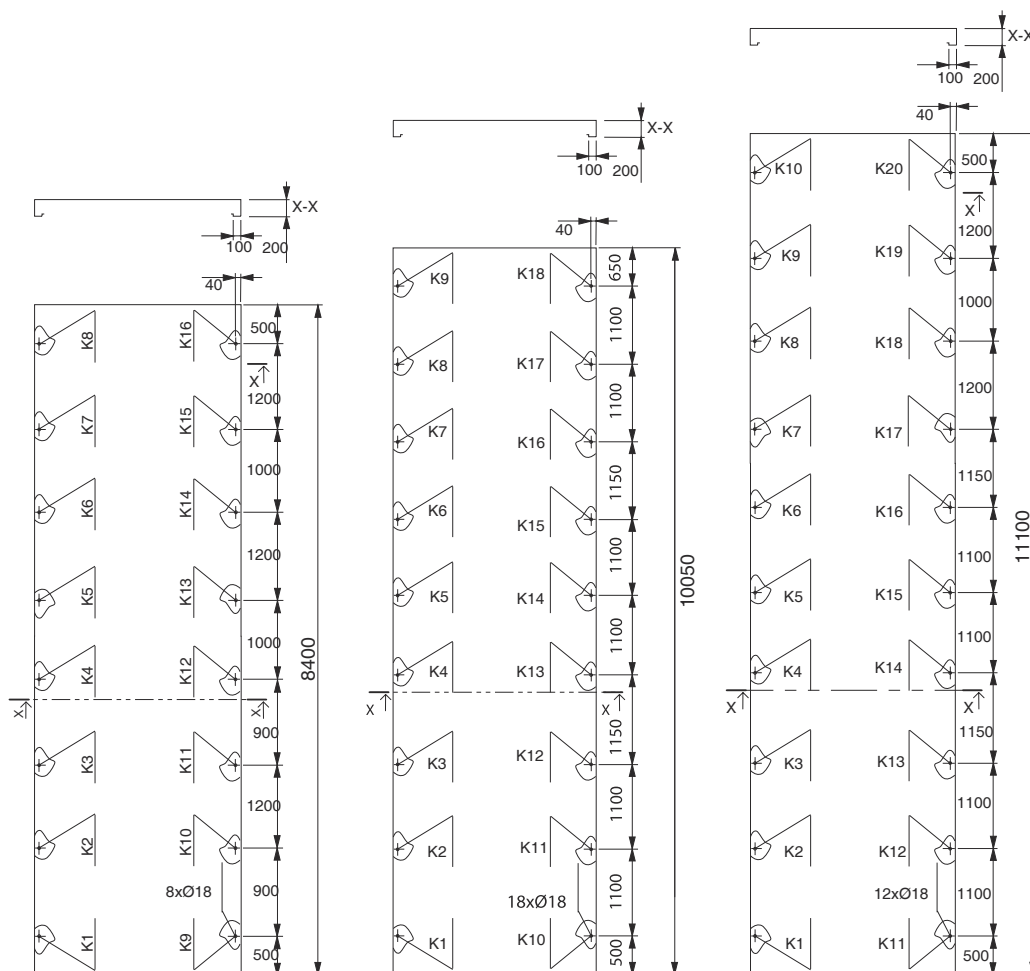 X-X
100
200
40
K8
K16
500
X
1200
K7
K15
1000
K6
K14
1200
K5
K13
1000
K4
K12
8400
X
X
900
K3
K11
1200
K2
K10
8xØ18
900
K1
K9
500
X-X
100
200
40
K9
K18
650
1100
K8
K17
1100
K7
K16
1150
K6
K15
1100
K5
K14
10050
1100
K4
K13
X
X
1150
K3
K12
1100
K2
K11
18xØ18
1100
K1
K10
500
X-X
100
200
40
K10
K20
500
X
1200
K9
K19
1000
K8
K18
1200
K7
K17
1150
K6
K16
11100
1100
K5
K15
1100
K4
K14
X
X
1150
K3
K13
1100
K2
K12
12xØ18
1100
K1
K11
500